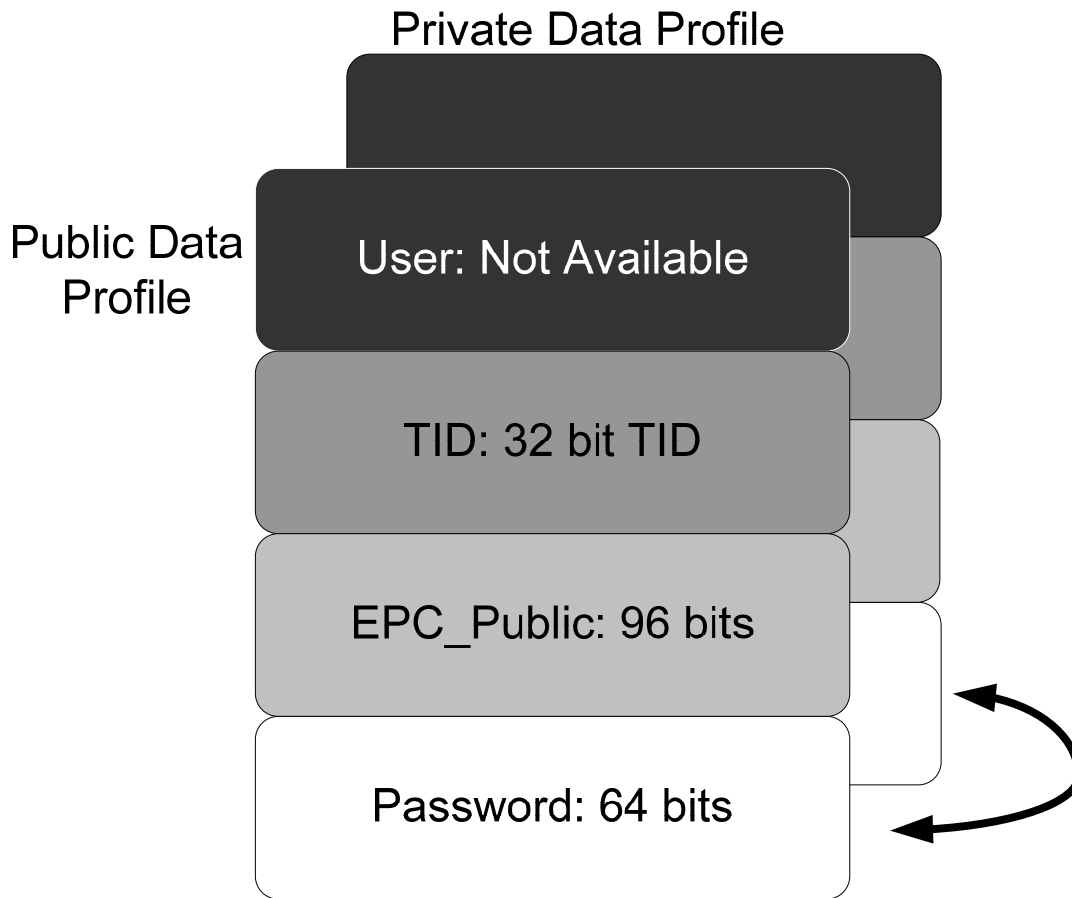 Private Data Profile
Public Data
Profile
User: Not Available
TID: 32 bit TID
EPC_Public: 96 bits
Password: 64 bits